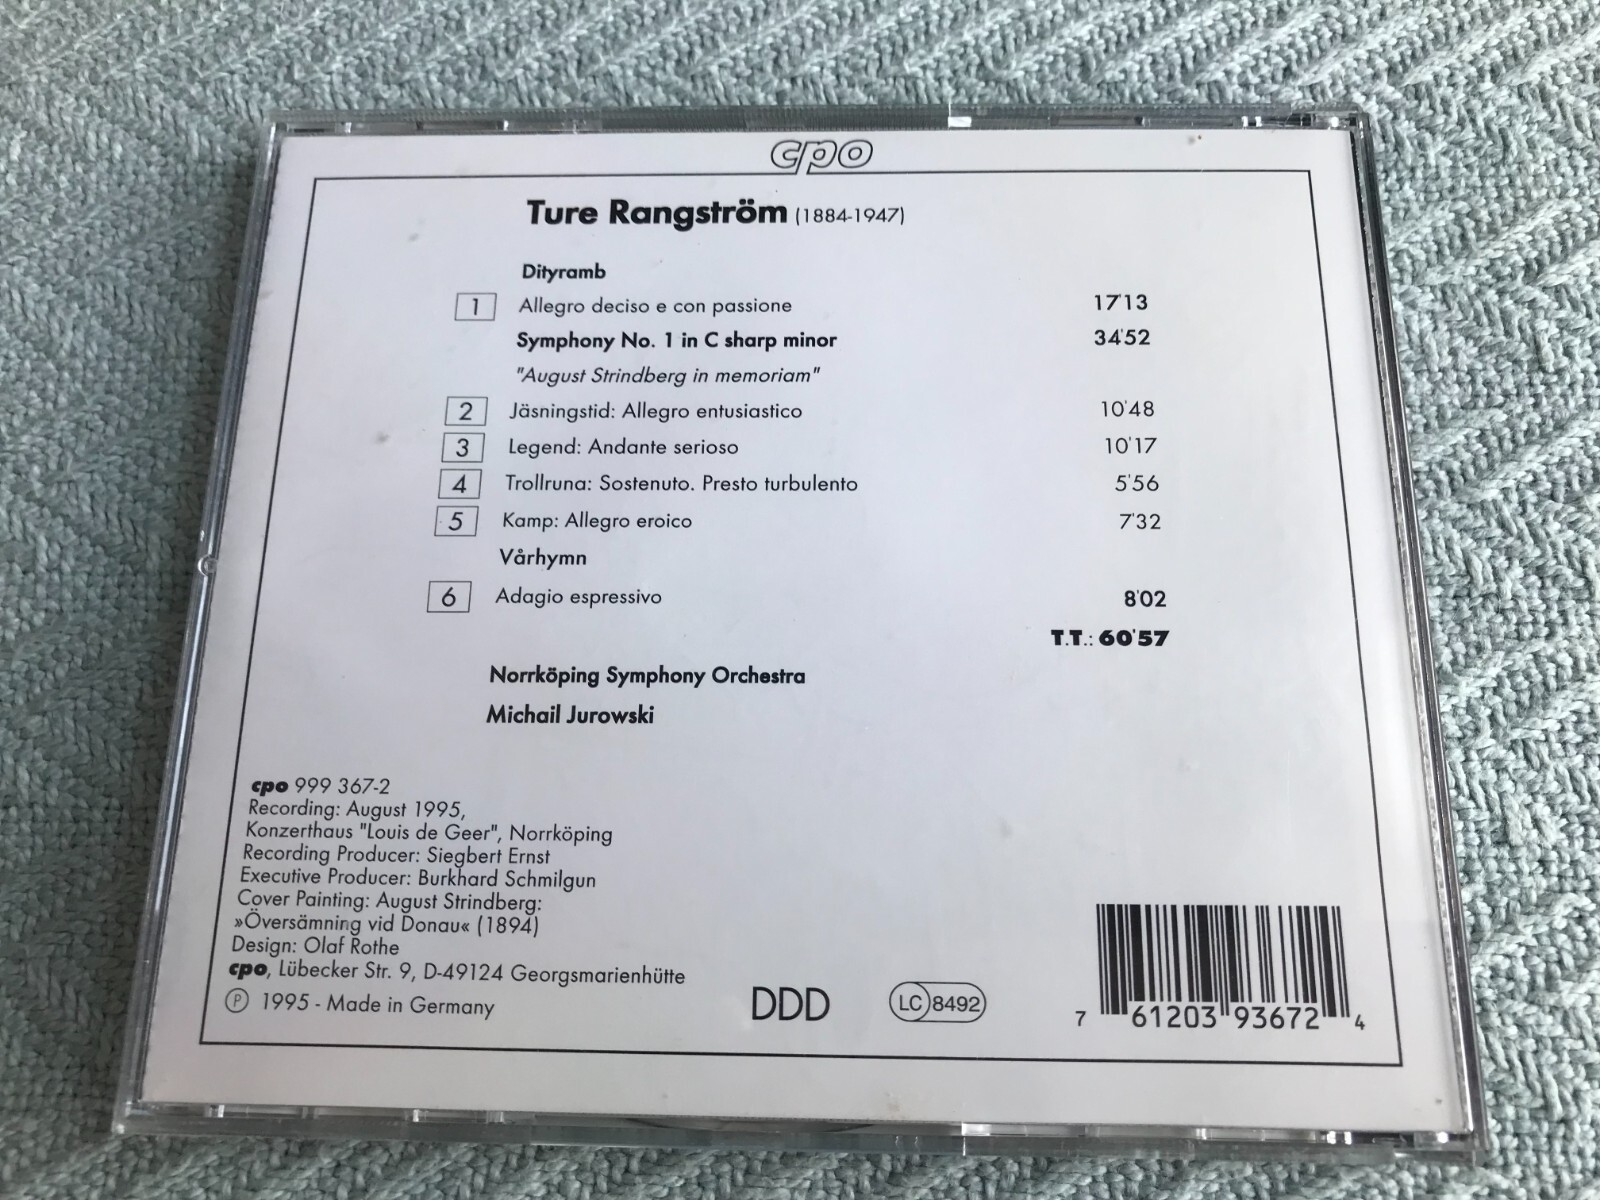 cpo
Ture Rangström (1884-1947)
Dityramb
1 Allegro deciso e con passione 17'13
Symphony No. 1 in C sharp minor 34'52
"August Strindberg in memoriam"
2 Jäsningstid: Allegro entusiastico 10'48
3 Legend: Andante serioso 10'17
4 Trollruna: Sostenuto. Presto turbulento 5'56
5 Kamp: Allegro eroico 7'32
Vårhymn
6 Adagio espressivo 8'02
T.T.: 60'57
Norrköping Symphony Orchestra
Michail Jurowski
cpo 999 367-2
Recording: August 1995,
Konzerthaus "Louis de Geer", Norrköping
Recording Producer: Siegbert Ernst
Executive Producer: Burkhard Schmilgun
Cover Painting: August Strindberg:
»Översämning vid Donau« (1894)
Design: Olaf Rothe
cpo, Lübecker Str. 9, D-49124 Georgsmarienhütte
Ⓟ 1995 - Made in Germany
DDD
LC 8492
7 61203 93672 4